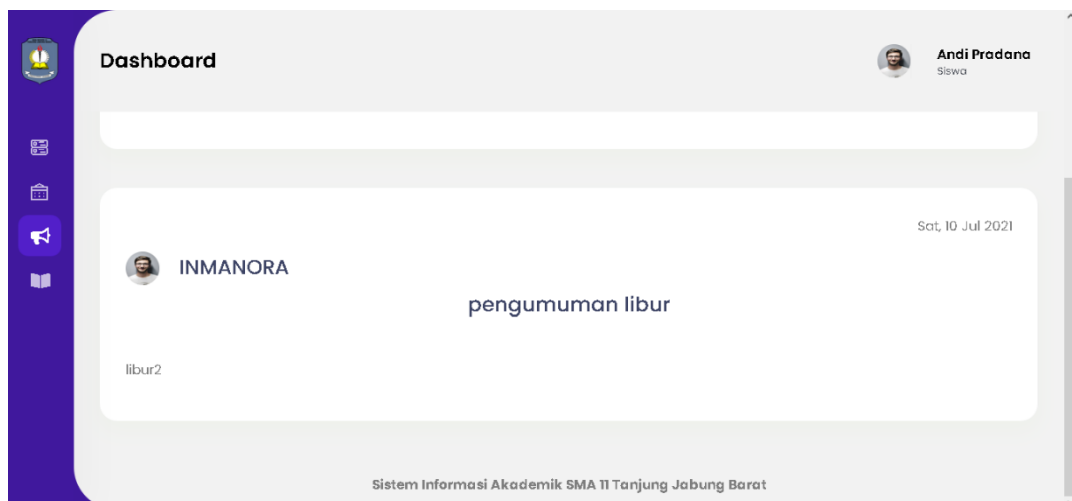 Dashboard
Andi Pradana
Siswa
Sat, 10 Jul 2021
INMANORA
pengumuman libur
libur2
Sistem Informasi Akademik SMA 11 Tanjung Jabung Barat